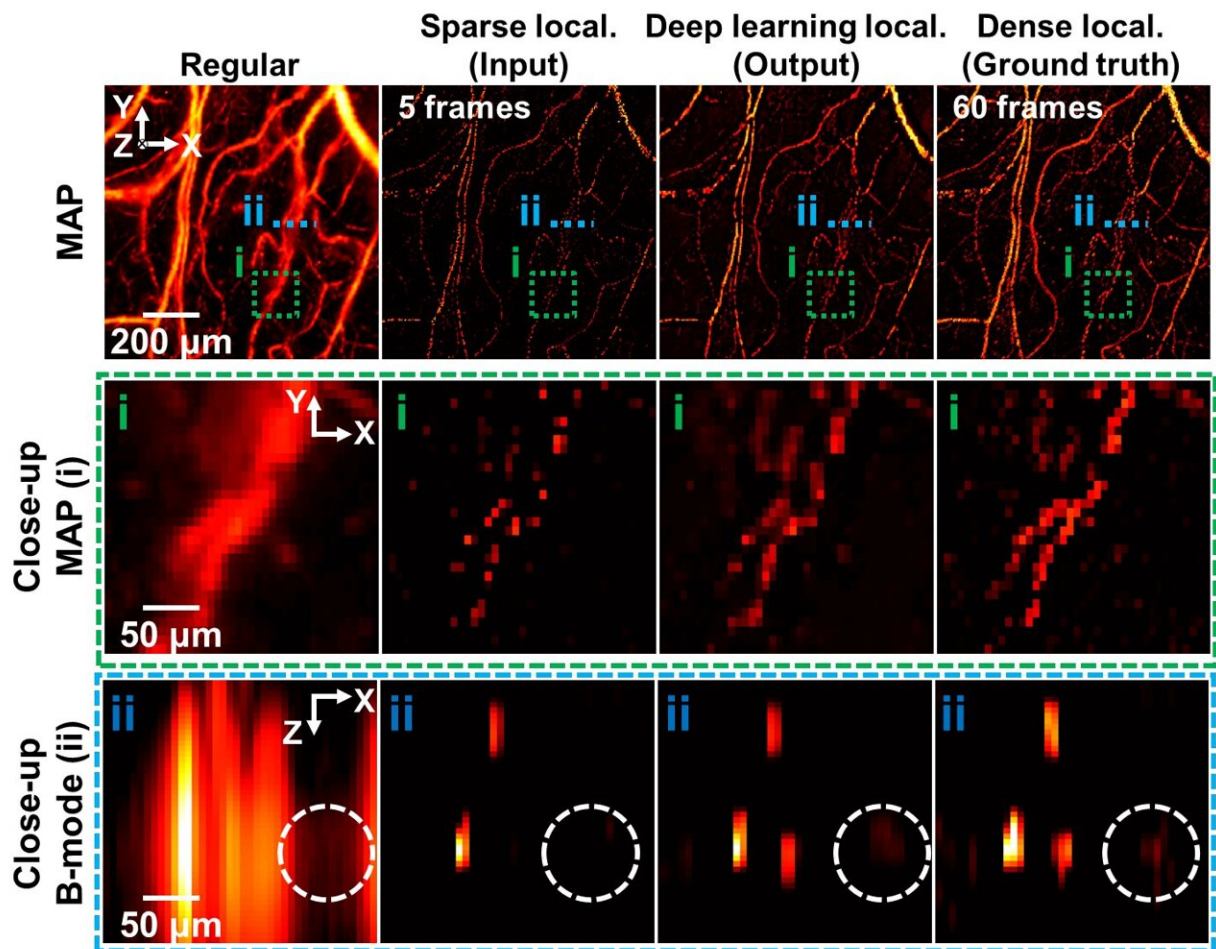 Regular
Sparse local.
(Input)
Deep learning local.
(Output)
Dense local.
(Ground truth)
MAP
Y
Z
X
ii
i
200 µm
5 frames
ii
i
ii
i
60 frames
ii
i
Close-up
MAP (i)
i
Y
X
50 µm
i
i
i
Close-up
B-mode (ii)
ii
X
Z
50 µm
ii
ii
ii